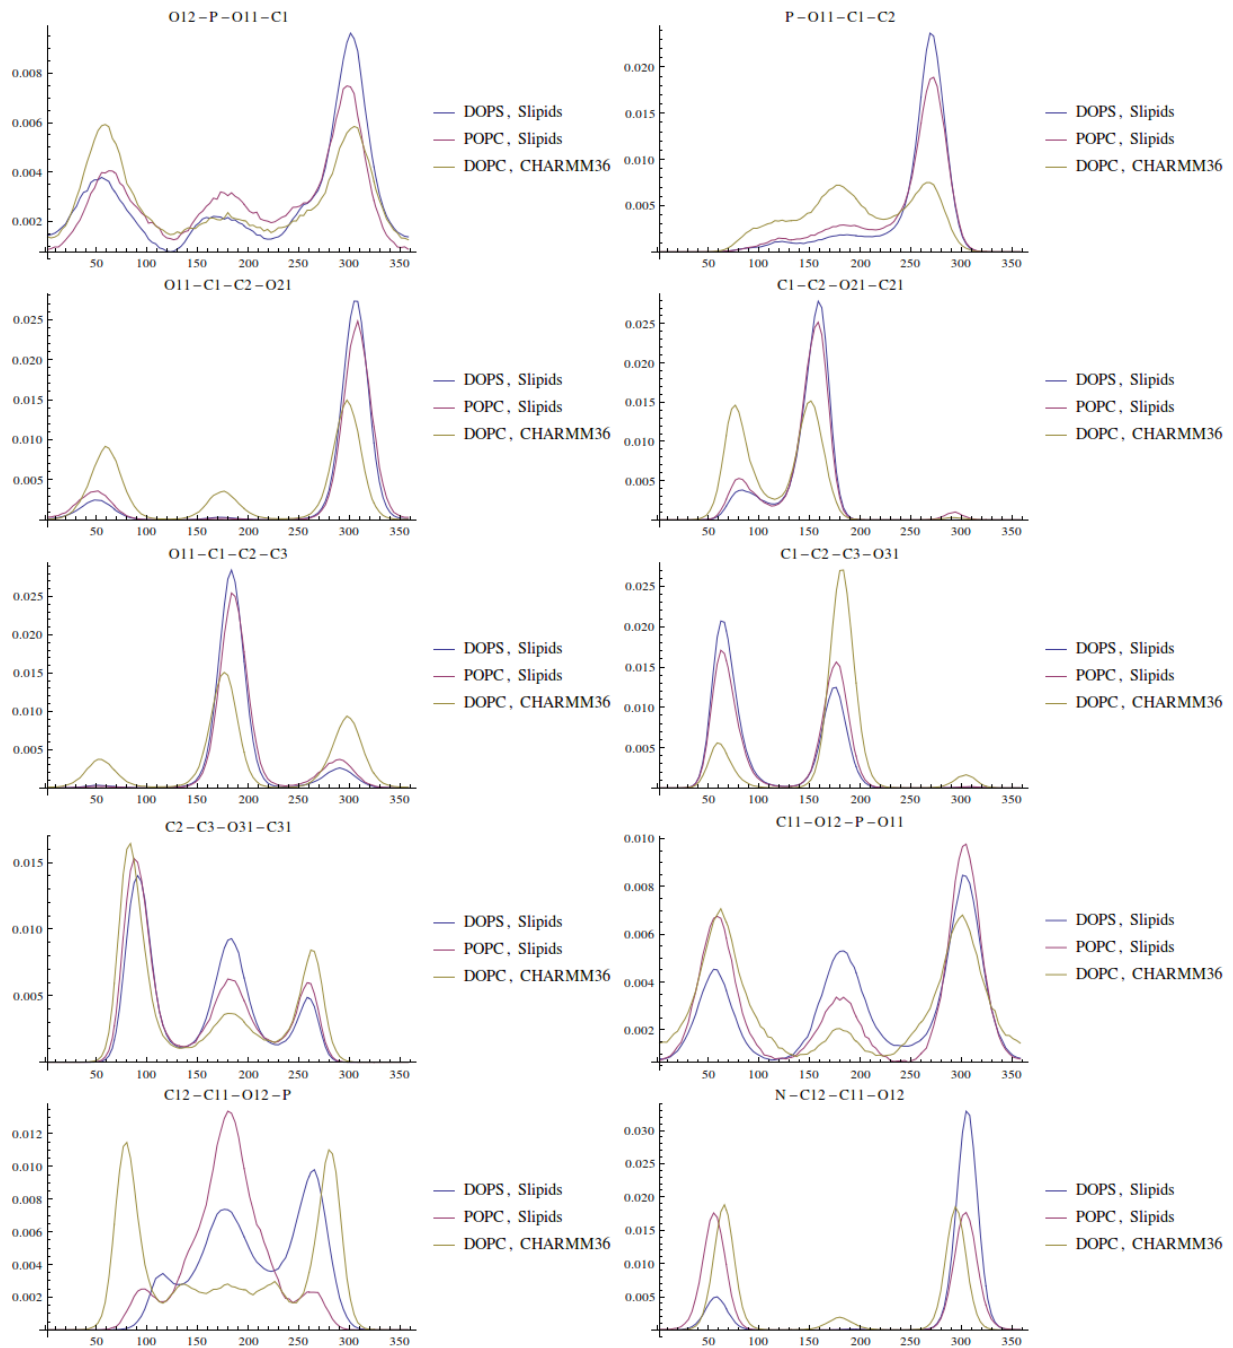 O12-P-O11-C1
0.008
0.006
0.004
0.002
50 100 150 200 250 300 350
DOPS, Slipids
POPC, Slipids
DOPC, CHARMM36
P-O11-C1-C2
0.020
0.015
0.010
0.005
50 100 150 200 250 300 350
DOPS, Slipids
POPC, Slipids
DOPC, CHARMM36
O11-C1-C2-O21
0.025
0.020
0.015
0.010
0.005
50 100 150 200 250 300 350
DOPS, Slipids
POPC, Slipids
DOPC, CHARMM36
C1-C2-O21-C21
0.025
0.020
0.015
0.010
0.005
50 100 150 200 250 300 350
DOPS, Slipids
POPC, Slipids
DOPC, CHARMM36
O11-C1-C2-C3
0.025
0.020
0.015
0.010
0.005
50 100 150 200 250 300 350
DOPS, Slipids
POPC, Slipids
DOPC, CHARMM36
C1-C2-C3-O31
0.025
0.020
0.015
0.010
0.005
50 100 150 200 250 300 350
DOPS, Slipids
POPC, Slipids
DOPC, CHARMM36
C2-C3-O31-C31
0.015
0.010
0.005
50 100 150 200 250 300 350
DOPS, Slipids
POPC, Slipids
DOPC, CHARMM36
C11-O12-P-O11
0.010
0.008
0.006
0.004
0.002
50 100 150 200 250 300 350
DOPS, Slipids
POPC, Slipids
DOPC, CHARMM36
C12-C11-O12-P
0.012
0.010
0.008
0.006
0.004
0.002
50 100 150 200 250 300 350
DOPS, Slipids
POPC, Slipids
DOPC, CHARMM36
N-C12-C11-O12
0.030
0.025
0.020
0.015
0.010
0.005
50 100 150 200 250 300 350
DOPS, Slipids
POPC, Slipids
DOPC, CHARMM36